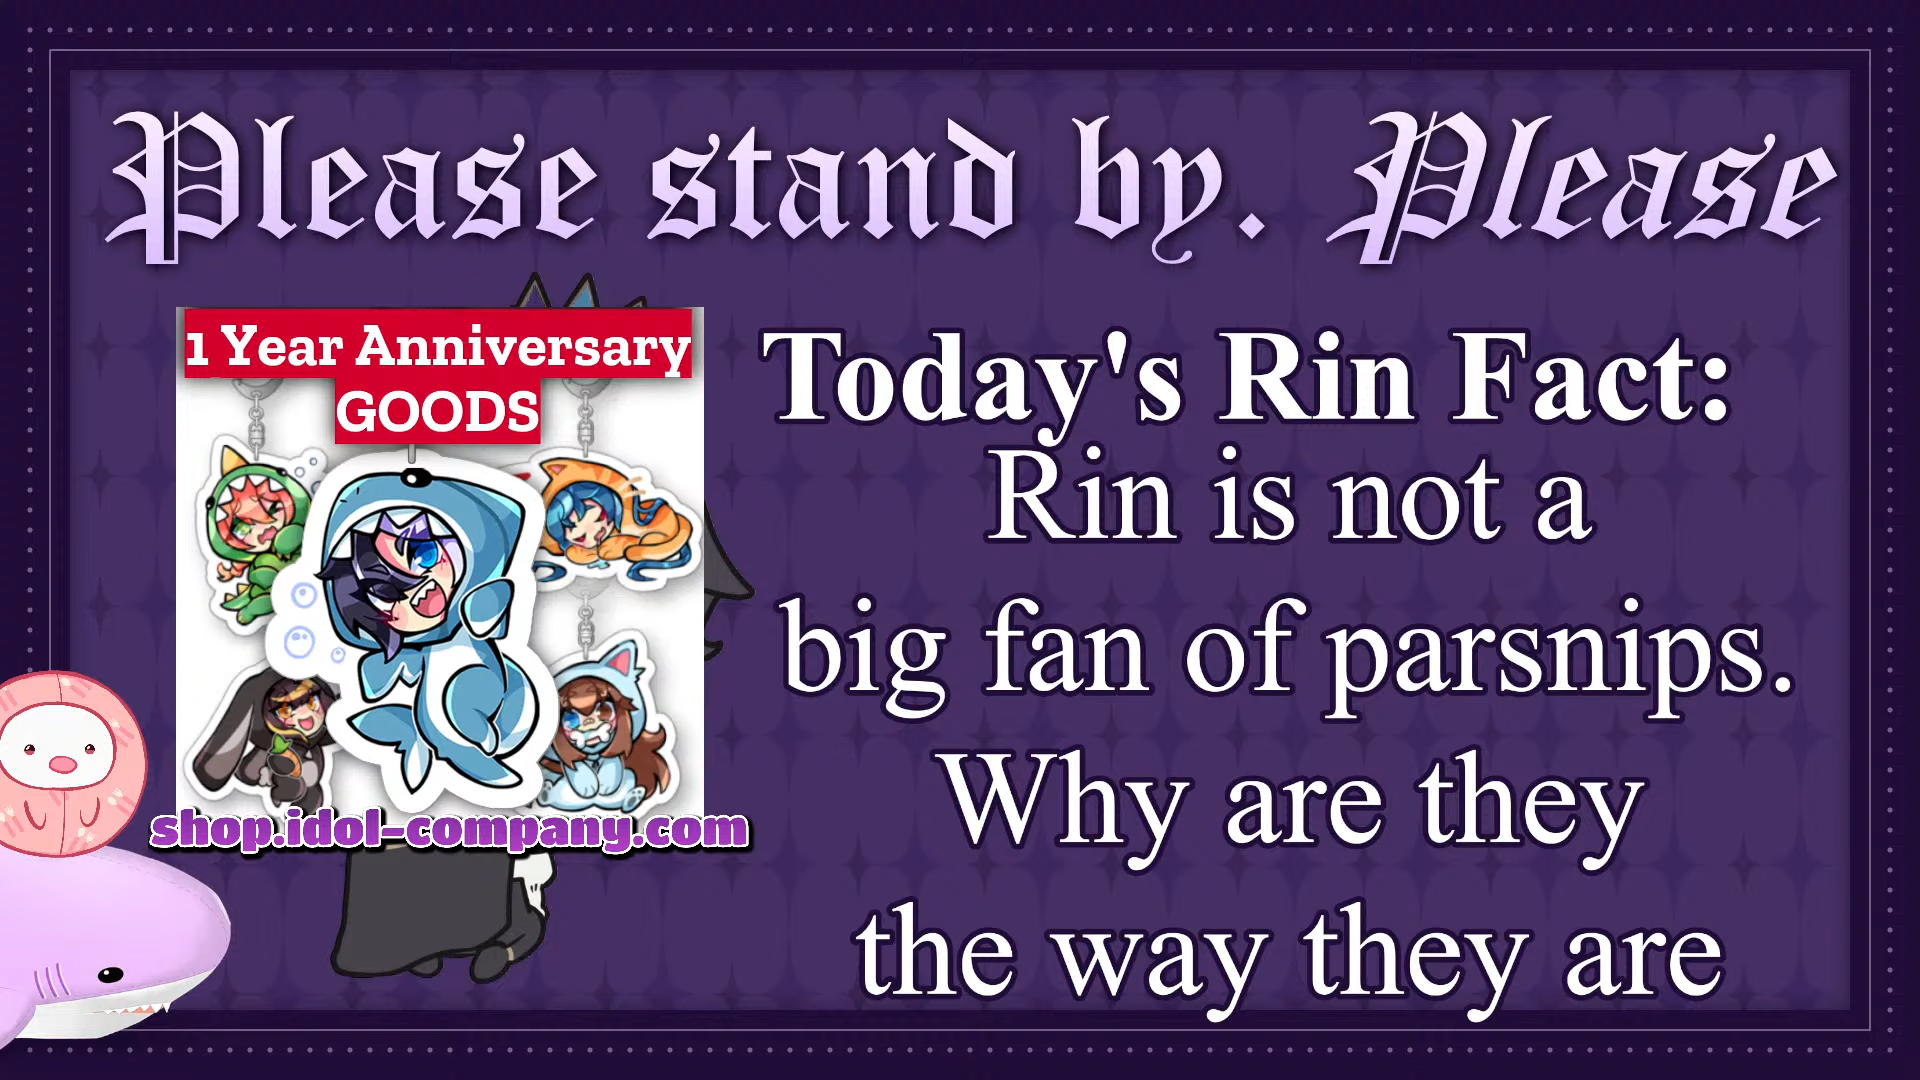 Please stand by. Please
1 Year Anniversary
GOODS
shop.idol-company.com
Today's Rin Fact:
Rin is not a
big fan of parsnips.
Why are they
the way they are